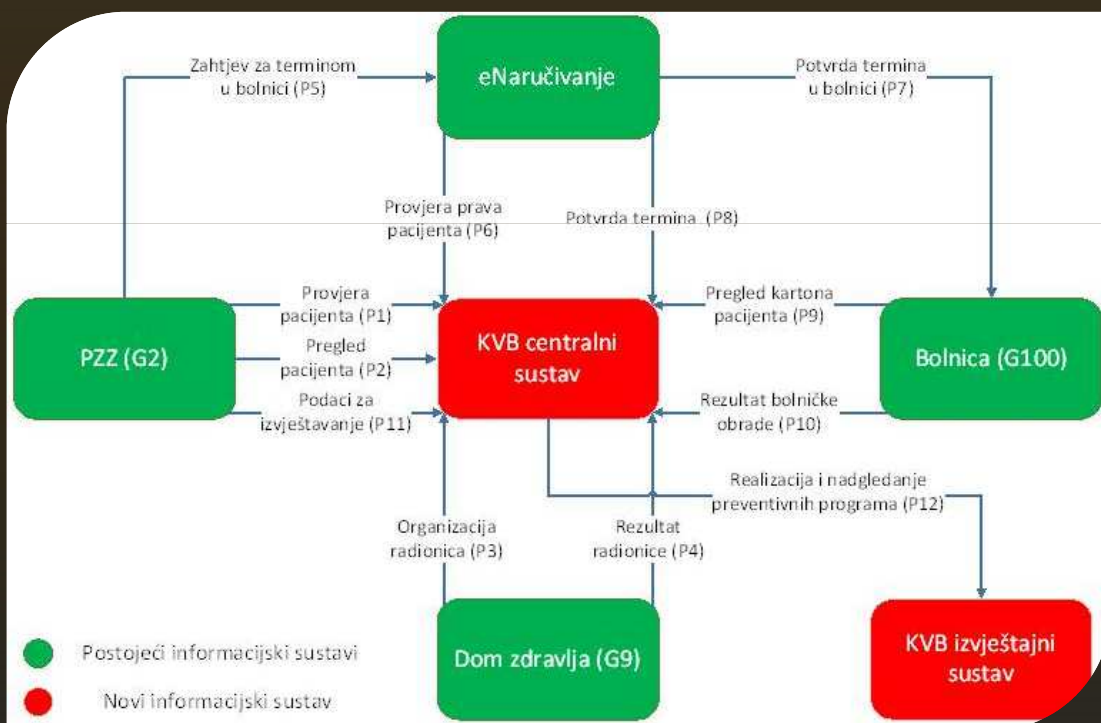 Zahtjev za terminom
u bolnici (P5)
eNaručivanje
Potvrda termina
u bolnici (P7)
Provjera prava
pacijenta (P6)
Potvrda termina (P8)
Provjera
pacijenta (P1)
Pregled kartona
pacijenta (P9)
PZZ (G2)
Pregled
pacijenta (P2)
KVB centralni
sustav
Bolnica (G100)
Podaci za
izvještavanje (P11)
Rezultat bolničke
obrade (P10)
Realizacija i nadgledanje
preventivnih programa (P12)
Organizacija
radionica (P3)
Rezultat
radionice (P4)
Postojeći informacijski sustavi
Dom zdravlja (G9)
KVB izvještajni
sustav
Novi informacijski sustav